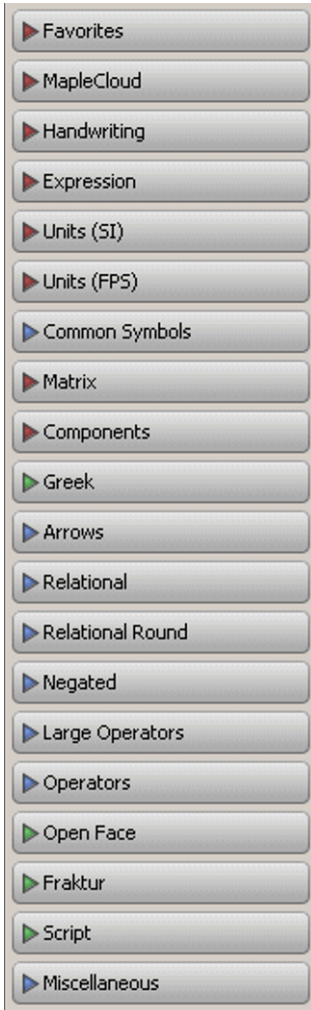 Favorites
MapleCloud
Handwriting
Expression
Units (SI)
Units (FPS)
Common Symbols
Matrix
Components
Greek
Arrows
Relational
Relational Round
Negated
Large Operators
Operators
Open Face
Fraktur
Script
Miscellaneous